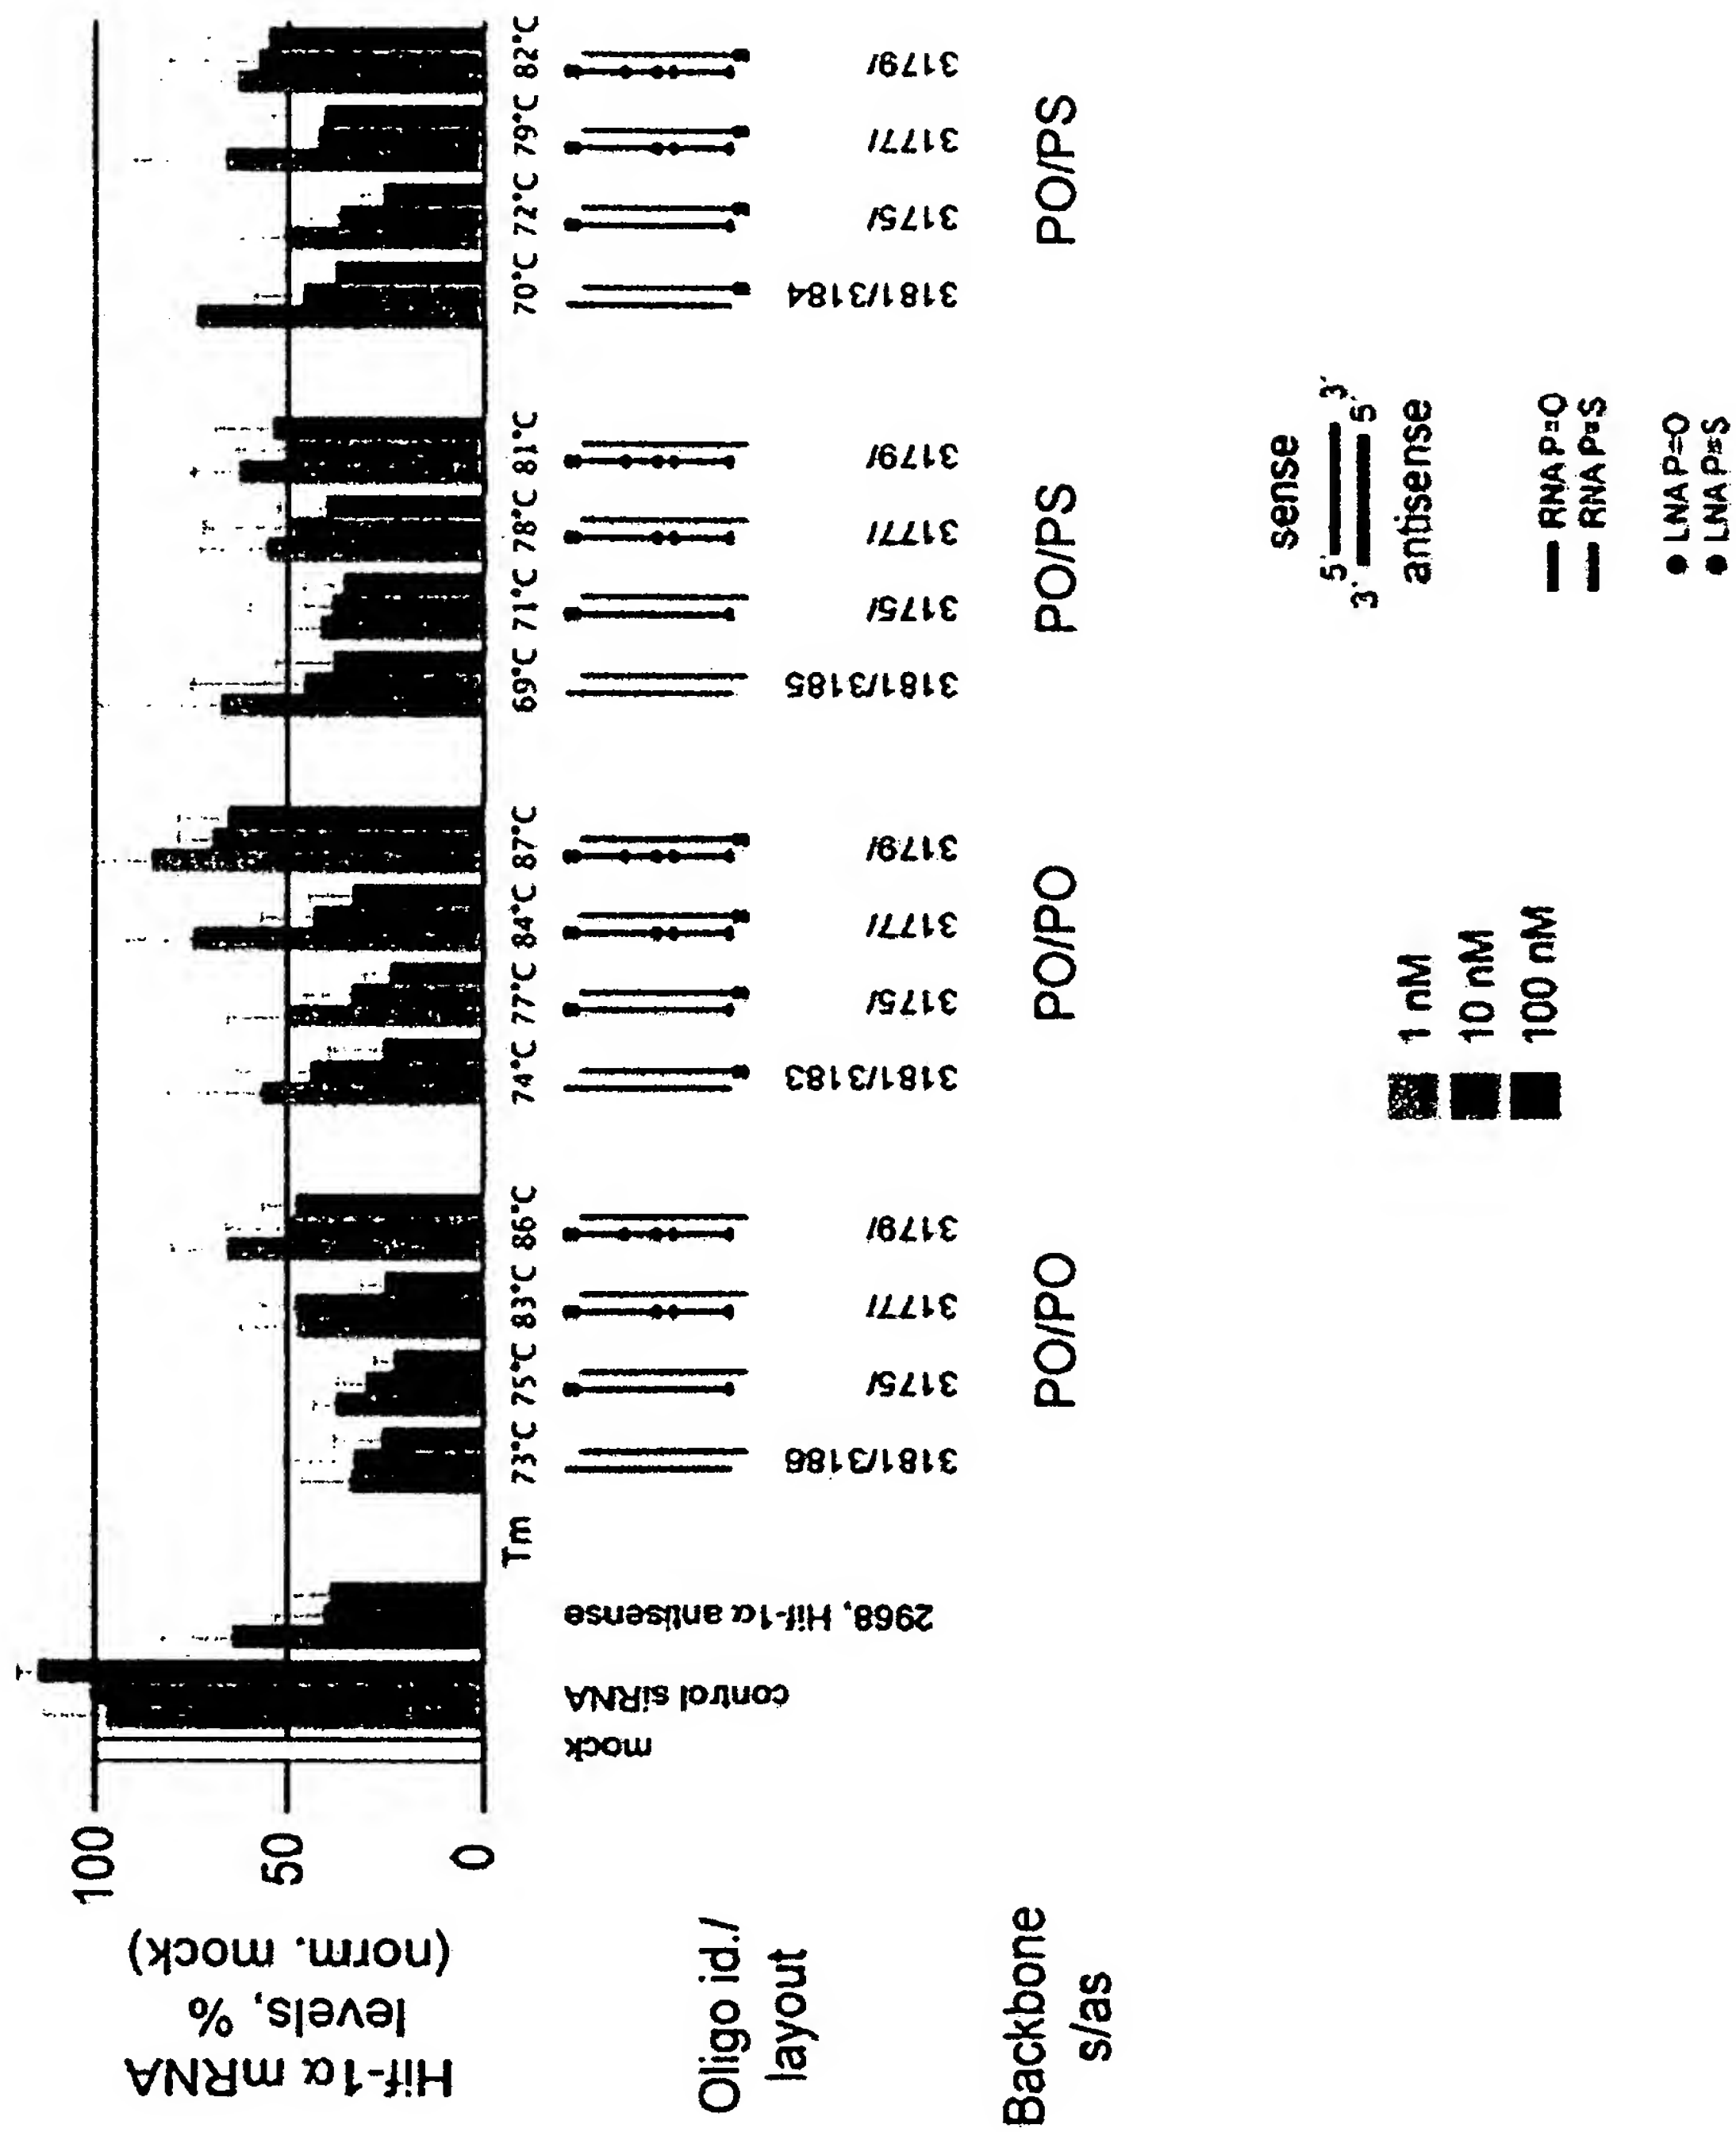 Hif-1α mRNA
levels, %
(norm. mock)
100
50
0
Tm 73°C 75°C 83°C 86°C 74°C 77°C 84°C 87°C 69°C 71°C 78°C 81°C 70°C 72°C 79°C 82°C
Oligo id./
layout
mock
control siRNA
2968, Hif-1α antisense
3181/3186
3175/
3177/
3179/
3181/3183
3175/
3177/
3179/
3181/3185
3175/
3177/
3179/
3181/3184
3175/
3177/
3179/
Backbone
s/as
PO/PO PO/PO PO/PS PO/PS
1 nM
10 nM
100 nM
sense
5' 3'
3' 5'
antisense
RNA P=O
RNA P=S
LNA P=O
LNA P=S